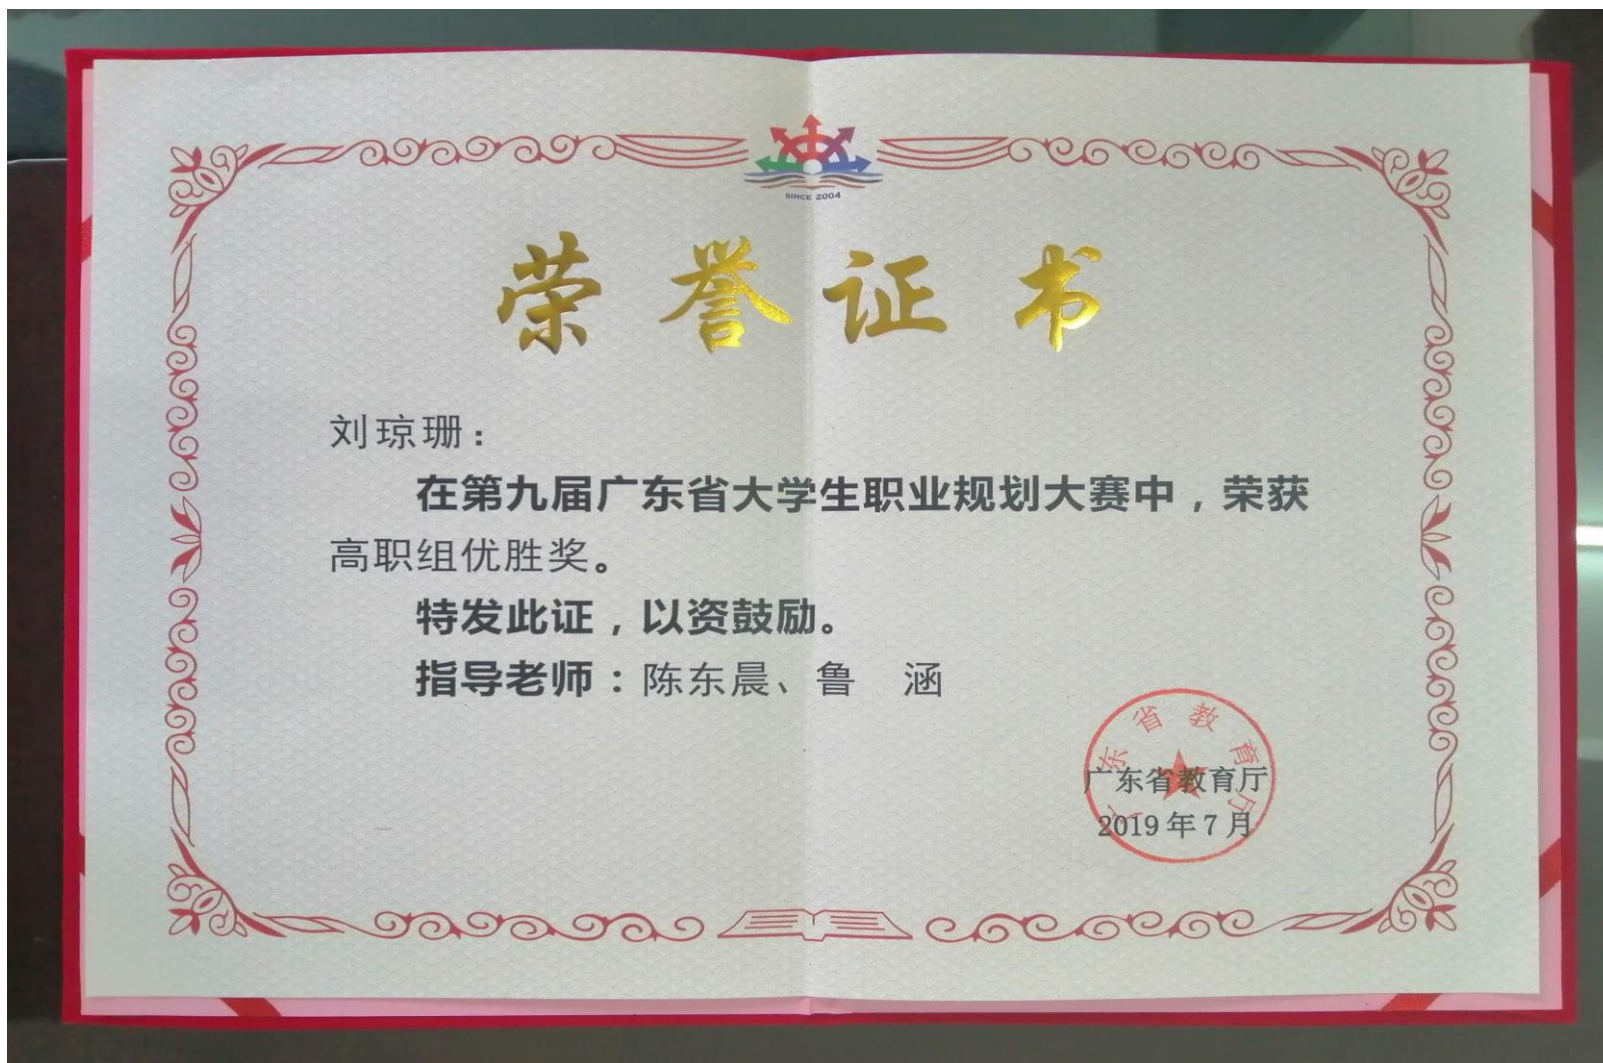 SINCE 2004
荣誉证书
刘琼珊：
在第九届广东省大学生职业规划大赛中，荣获
高职组优胜奖。
特发此证，以资鼓励。
指导老师：陈东晨、鲁　涵
广东省教育厅
广东省教育厅
2019年7月